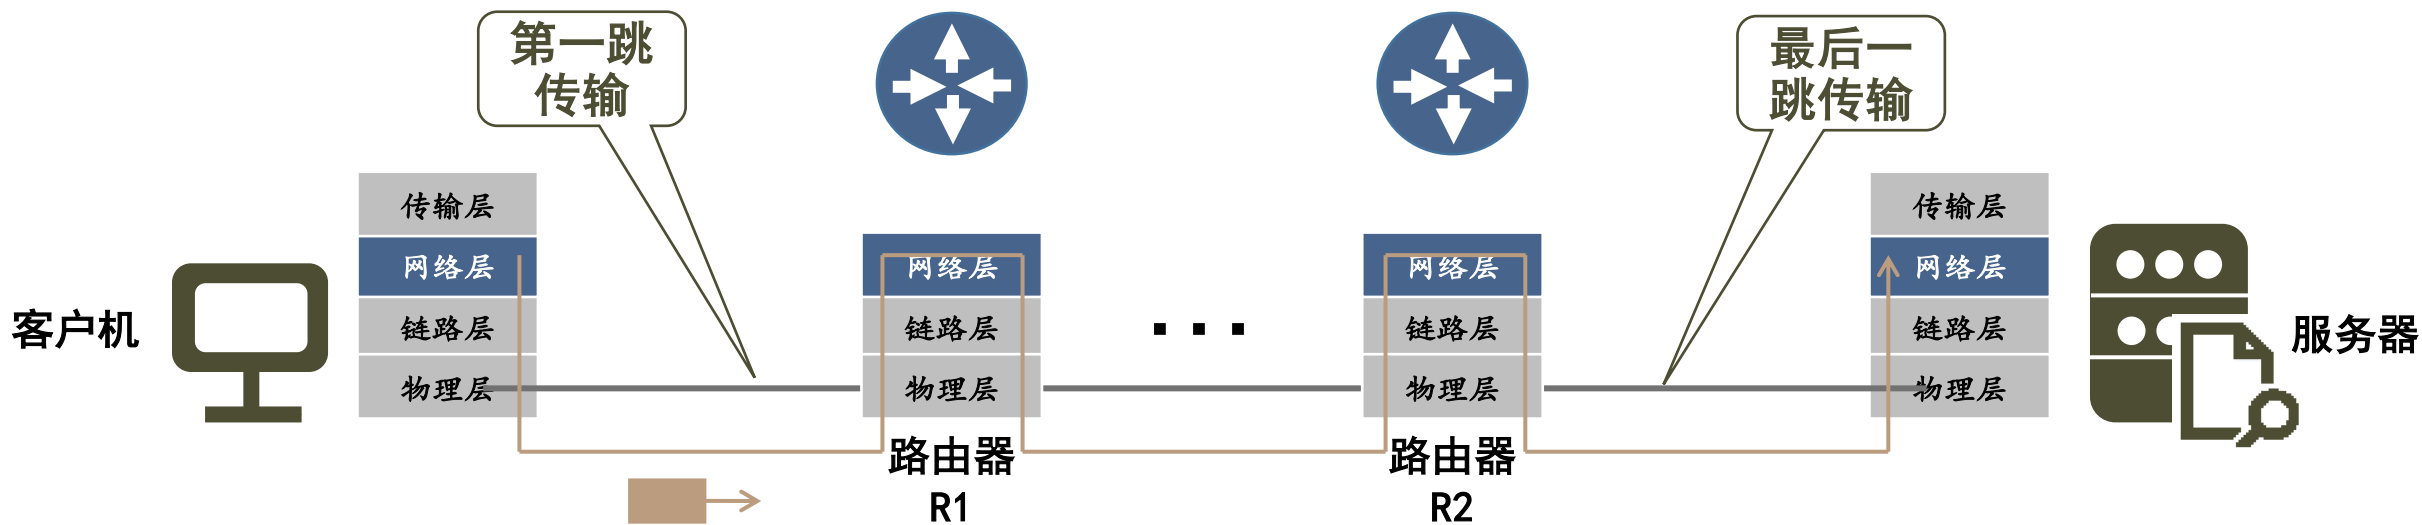 第一跳
传输
最后一
跳传输
客户机
传输层
网络层
链路层
物理层
网络层
链路层
物理层
路由器
R1
...
网络层
链路层
物理层
路由器
R2
传输层
网络层
链路层
物理层
服务器